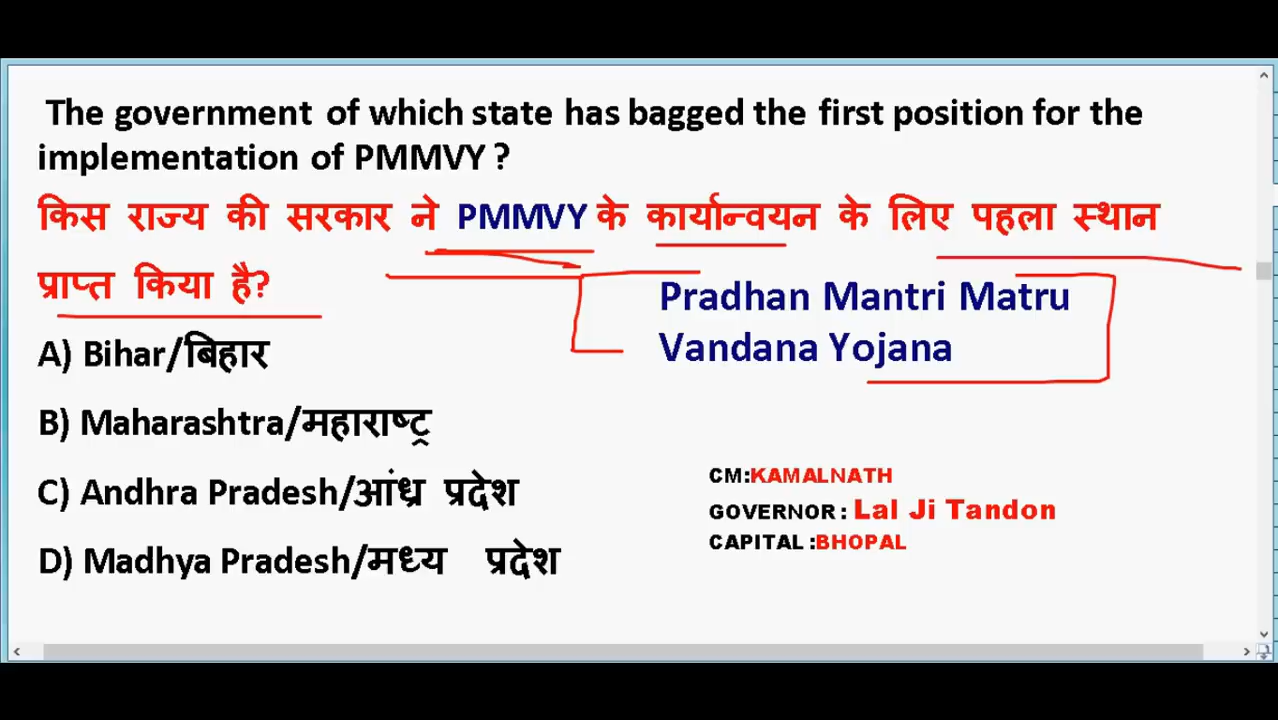 The government of which state has bagged the first position for the
implementation of PMMVY ?
किस राज्य की सरकार ने PMMVY के कार्यान्वयन के लिए पहला स्थान
प्राप्त किया है?
Pradhan Mantri Matru
Vandana Yojana
A) Bihar/बिहार
B) Maharashtra/महाराष्ट्र
C) Andhra Pradesh/आंध्र प्रदेश
D) Madhya Pradesh/मध्य प्रदेश
CM:KAMALNATH
GOVERNOR : Lal Ji Tandon
CAPITAL :BHOPAL